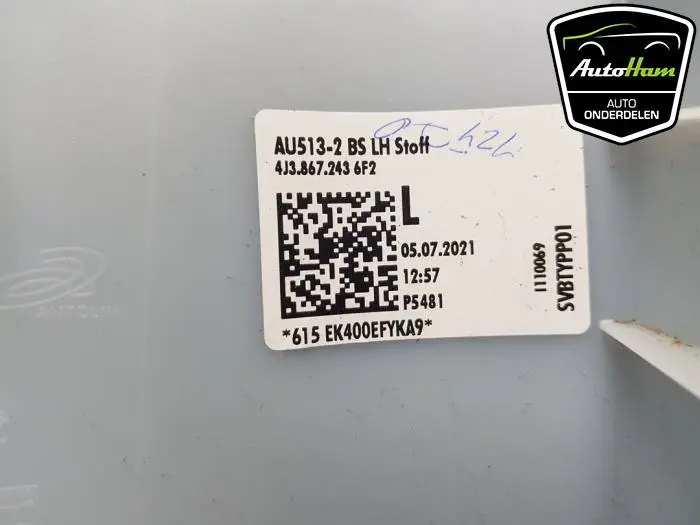 AutoHam
AUTO
ONDERDELEN
AU513-2 BS LH Stoff
4J3.867.243 6F2
L
05.07.2021
12:57
P5481
*615 EK400EFYKA9*
1110069
SVBTYPP01